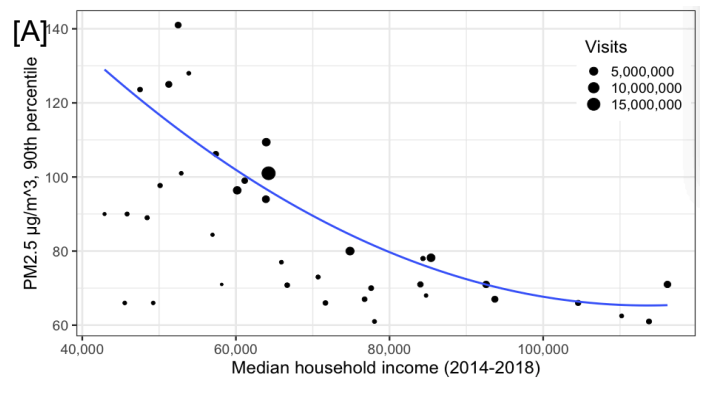 [A]
Visits
5,000,000
10,000,000
15,000,000
PM2.5 µg/m^3, 90th percentile
140
120
100
80
60
40,000 60,000 80,000 100,000
Median household income (2014-2018)